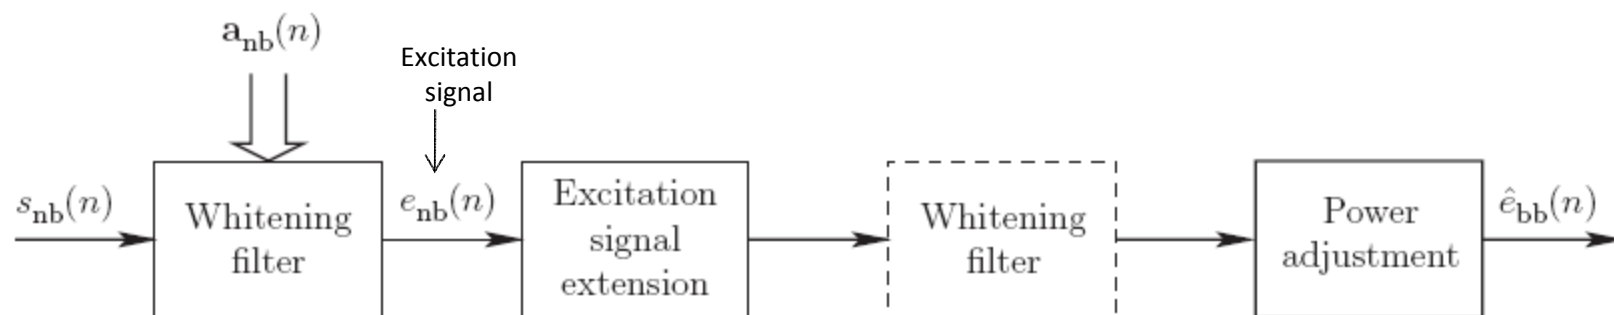 a_nb(n)
Excitation
signal
s_nb(n)
Whitening
filter
e_nb(n)
Excitation
signal
extension
Whitening
filter
Power
adjustment
ê_bb(n)